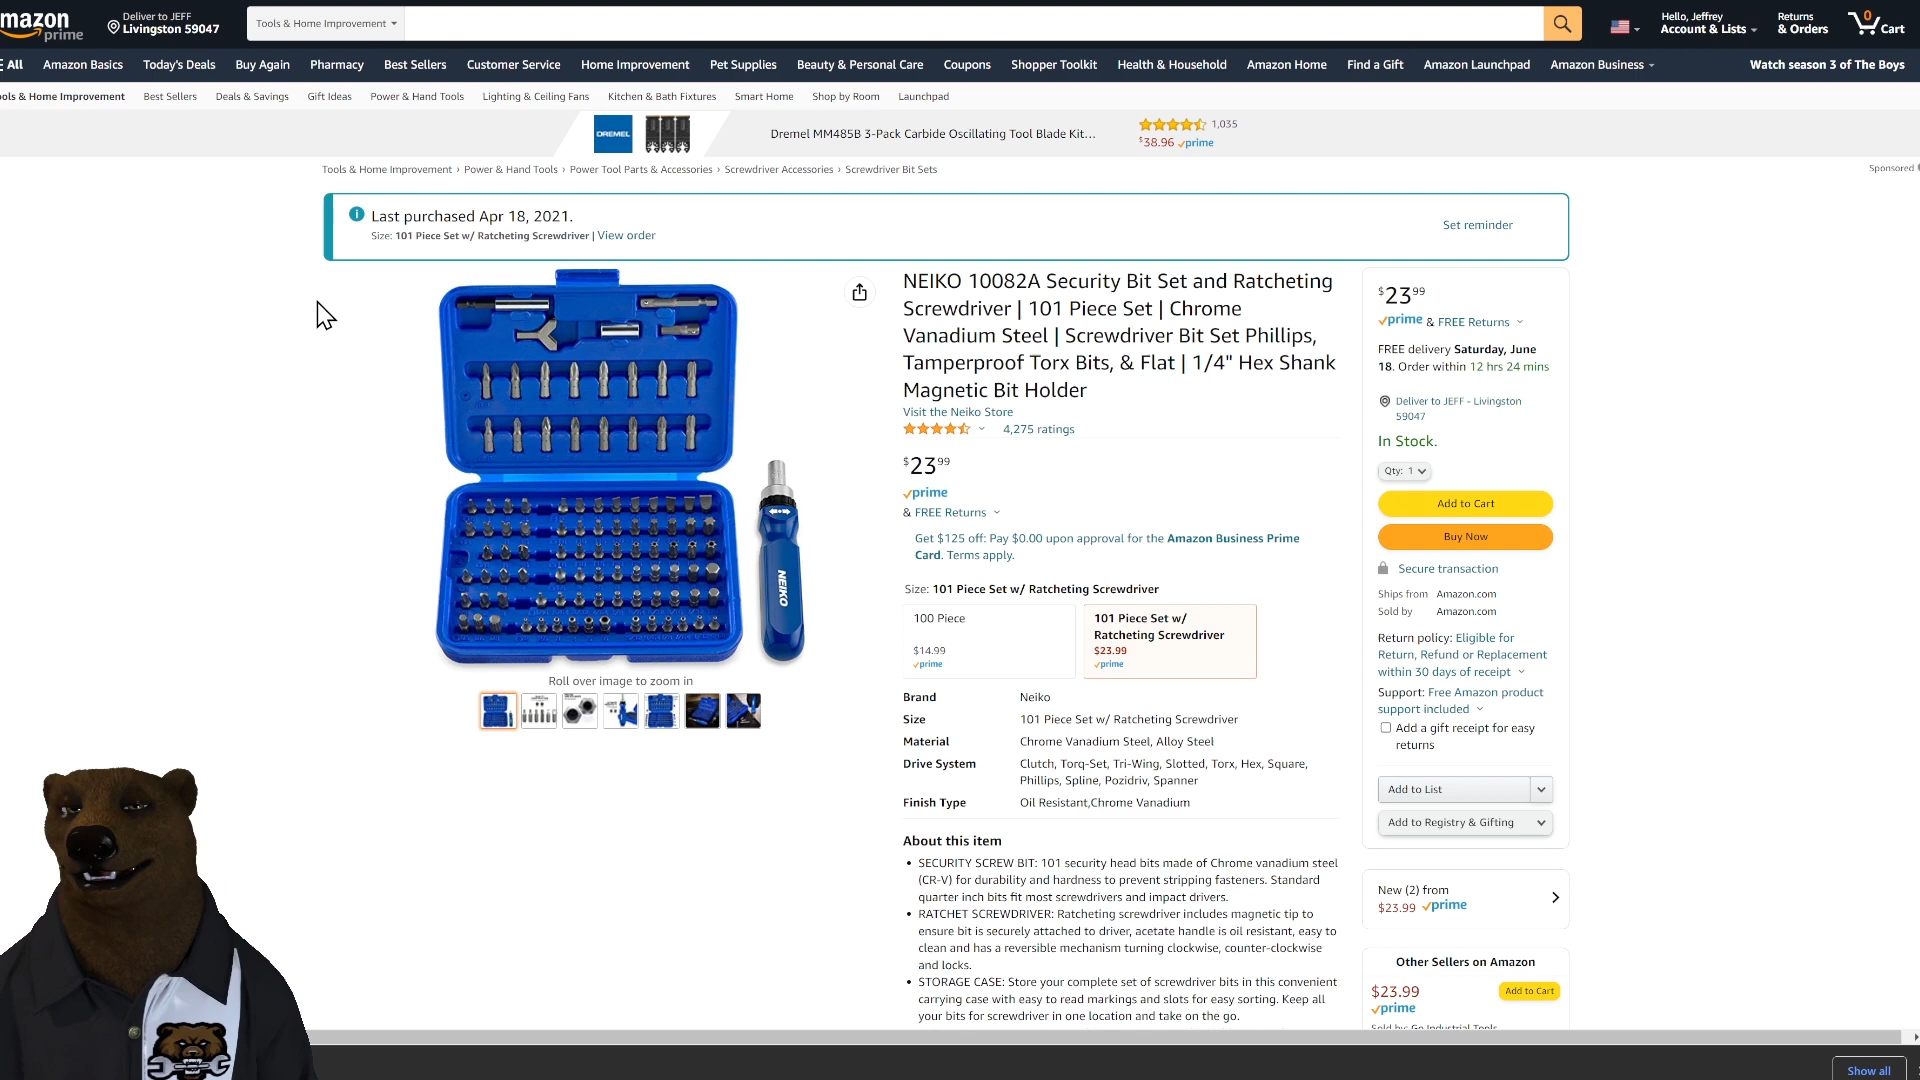 amazon
prime
Deliver to JEFF
Livingston 59047
Tools & Home Improvement
Hello, Jeffrey
Account & Lists
Returns
& Orders
0
Cart
All
Amazon Basics
Today's Deals
Buy Again
Pharmacy
Best Sellers
Customer Service
Home Improvement
Pet Supplies
Beauty & Personal Care
Coupons
Shopper Toolkit
Health & Household
Amazon Home
Find a Gift
Amazon Launchpad
Amazon Business
Watch season 3 of The Boys
ools & Home Improvement
Best Sellers
Deals & Savings
Gift Ideas
Power & Hand Tools
Lighting & Ceiling Fans
Kitchen & Bath Fixtures
Smart Home
Shop by Room
Launchpad
DREMEL
Dremel MM485B 3-Pack Carbide Oscillating Tool Blade Kit...
1,035
$38.96 prime
Tools & Home Improvement › Power & Hand Tools › Power Tool Parts & Accessories › Screwdriver Accessories › Screwdriver Bit Sets
Sponsored
Last purchased Apr 18, 2021.
Size: 101 Piece Set w/ Ratcheting Screwdriver | View order
Set reminder
NEIKO
Roll over image to zoom in
NEIKO 10082A Security Bit Set and Ratcheting
Screwdriver | 101 Piece Set | Chrome
Vanadium Steel | Screwdriver Bit Set Phillips,
Tamperproof Torx Bits, & Flat | 1/4" Hex Shank
Magnetic Bit Holder
Visit the Neiko Store
4,275 ratings
$23 99
prime
& FREE Returns
Get $125 off: Pay $0.00 upon approval for the Amazon Business Prime
Card. Terms apply.
Size: 101 Piece Set w/ Ratcheting Screwdriver
100 Piece
$14.99
prime
101 Piece Set w/
Ratcheting Screwdriver
$23.99
prime
Brand Neiko
Size 101 Piece Set w/ Ratcheting Screwdriver
Material Chrome Vanadium Steel, Alloy Steel
Drive System Clutch, Torq-Set, Tri-Wing, Slotted, Torx, Hex, Square,
Phillips, Spline, Pozidriv, Spanner
Finish Type Oil Resistant,Chrome Vanadium
About this item
• SECURITY SCREW BIT: 101 security head bits made of Chrome vanadium steel
(CR-V) for durability and hardness to prevent stripping fasteners. Standard
quarter inch bits fit most screwdrivers and impact drivers.
• RATCHET SCREWDRIVER: Ratcheting screwdriver includes magnetic tip to
ensure bit is securely attached to driver, acetate handle is oil resistant, easy to
clean and has a reversible mechanism turning clockwise, counter-clockwise
and locks.
• STORAGE CASE: Store your complete set of screwdriver bits in this convenient
carrying case with easy to read markings and slots for easy sorting. Keep all
your bits for screwdriver in one location and take on the go.
$23 99
prime & FREE Returns
FREE delivery Saturday, June
18. Order within 12 hrs 24 mins
Deliver to JEFF - Livingston
59047
In Stock.
Qty: 1
Add to Cart
Buy Now
Secure transaction
Ships from Amazon.com
Sold by Amazon.com
Return policy: Eligible for
Return, Refund or Replacement
within 30 days of receipt
Support: Free Amazon product
support included
Add a gift receipt for easy
returns
Add to List
Add to Registry & Gifting
New (2) from
$23.99 prime
Other Sellers on Amazon
$23.99
Add to Cart
prime
Sold by: Go Industrial Tools
Show all